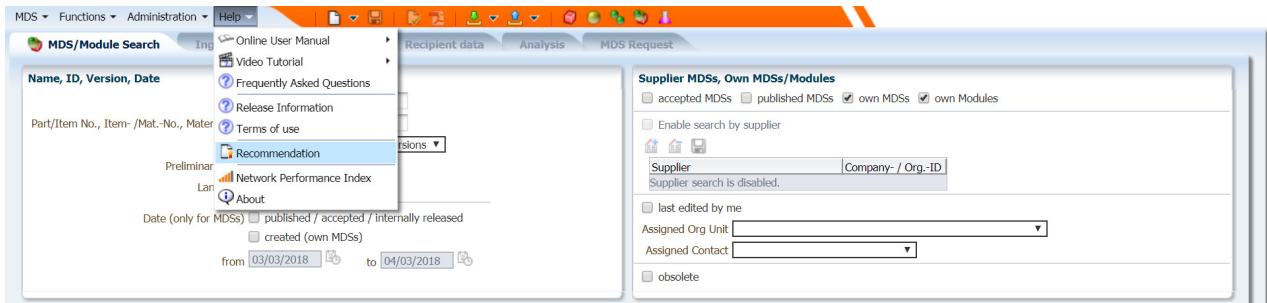 MDS Functions Administration Help
MDS/Module Search Ing Recipient data Analysis MDS Request
Online User Manual
Video Tutorial
Frequently Asked Questions
Release Information
Terms of use
Recommendation
Network Performance Index
About
Name, ID, Version, Date
Part/Item No., Item- /Mat.-No., Mater
rsions
Preliminar
Lan
Date (only for MDSs) published / accepted / internally released
created (own MDSs)
from 03/03/2018 to 04/03/2018
Supplier MDSs, Own MDSs/Modules
accepted MDSs published MDSs own MDSs own Modules
Enable search by supplier
Supplier Company- / Org.-ID
Supplier search is disabled.
last edited by me
Assigned Org Unit
Assigned Contact
obsolete